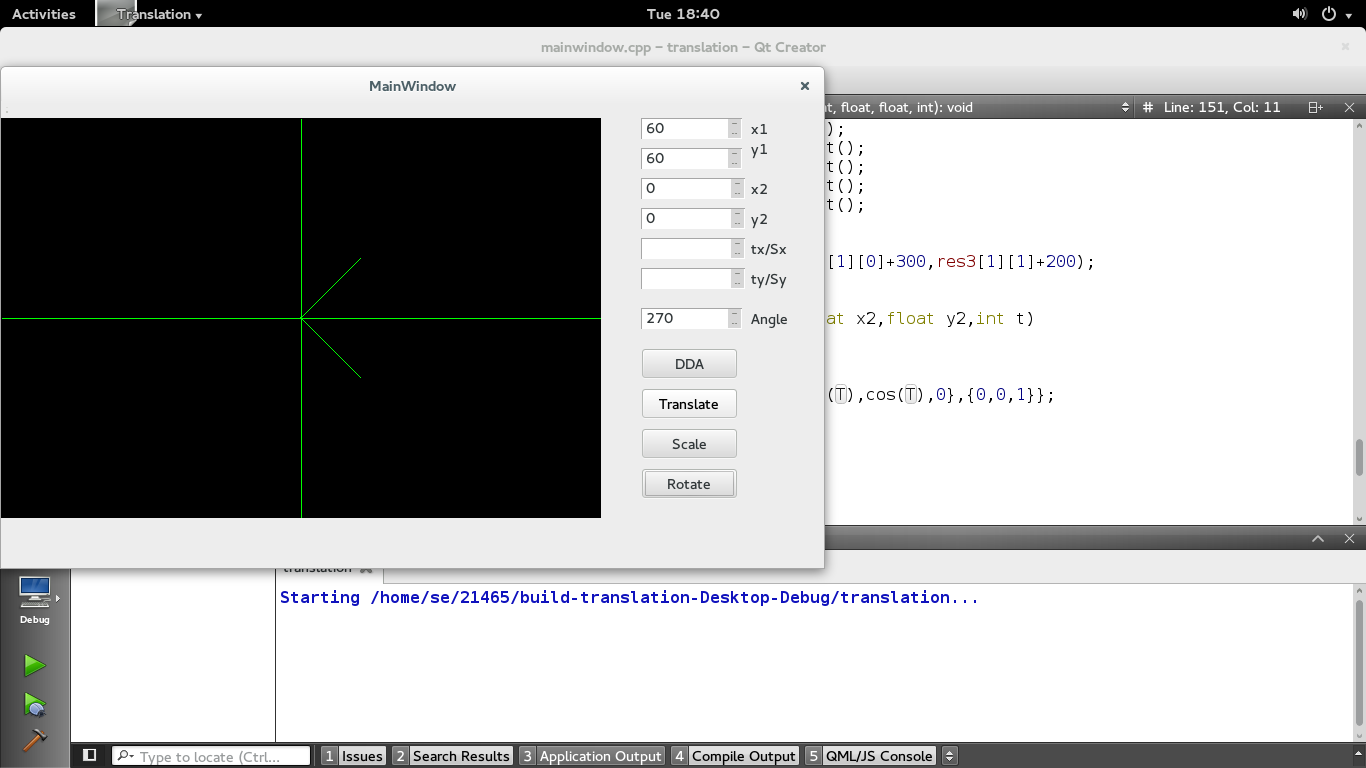 Activities Translation Tue 18:40
mainwindow.cpp - translation - Qt Creator
MainWindow
t, float, float, int): void # Line: 151, Col: 11
60 x1
60 y1
0 x2
0 y2
tx/Sx
ty/Sy
270 Angle
DDA
Translate
Scale
Rotate
);
t();
t();
t();
t();
[1][0]+300,res3[1][1]+200);
at x2,float y2,int t)
(T),cos(T),0},{0,0,1}};
translation
Starting /home/se/21465/build-translation-Desktop-Debug/translation...
Debug
Type to locate (Ctrl... 1 Issues 2 Search Results 3 Application Output 4 Compile Output 5 QML/JS Console